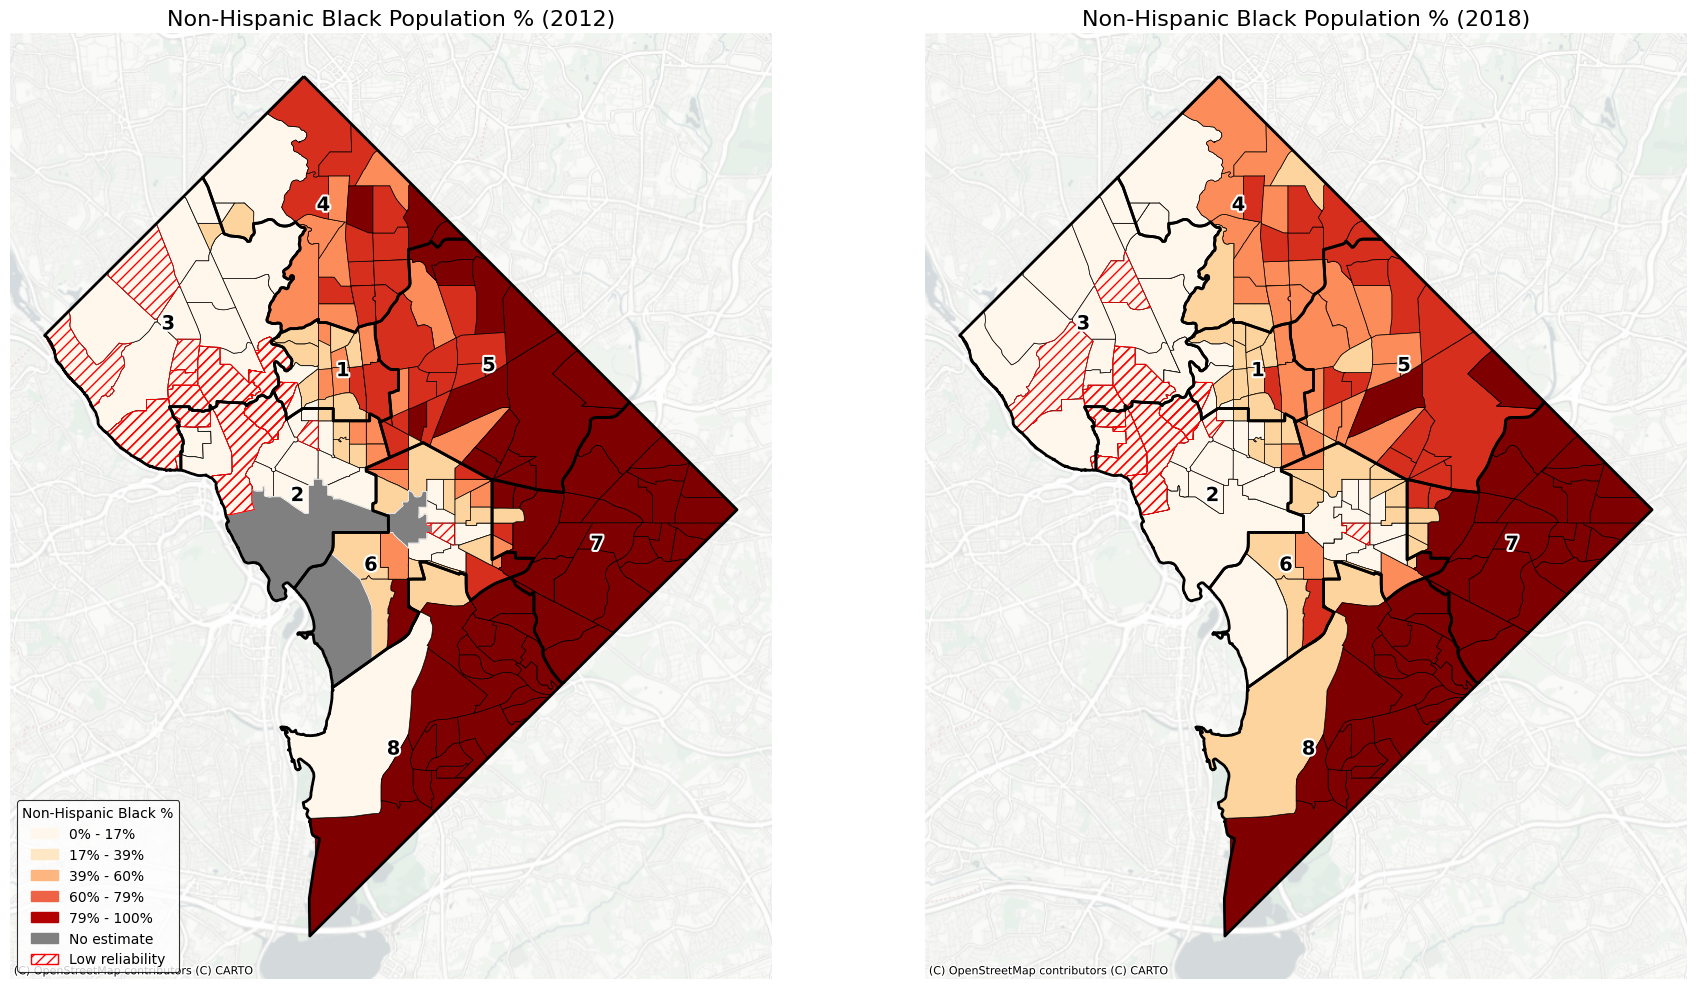 Non-Hispanic Black Population % (2012)
Non-Hispanic Black Population % (2018)
4
3
1
5
2
7
6
8
4
3
1
5
2
7
6
8
Non-Hispanic Black %
0% - 17%
17% - 39%
39% - 60%
60% - 79%
79% - 100%
No estimate
Low reliability
(C) OpenStreetMap contributors (C) CARTO
(C) OpenStreetMap contributors (C) CARTO